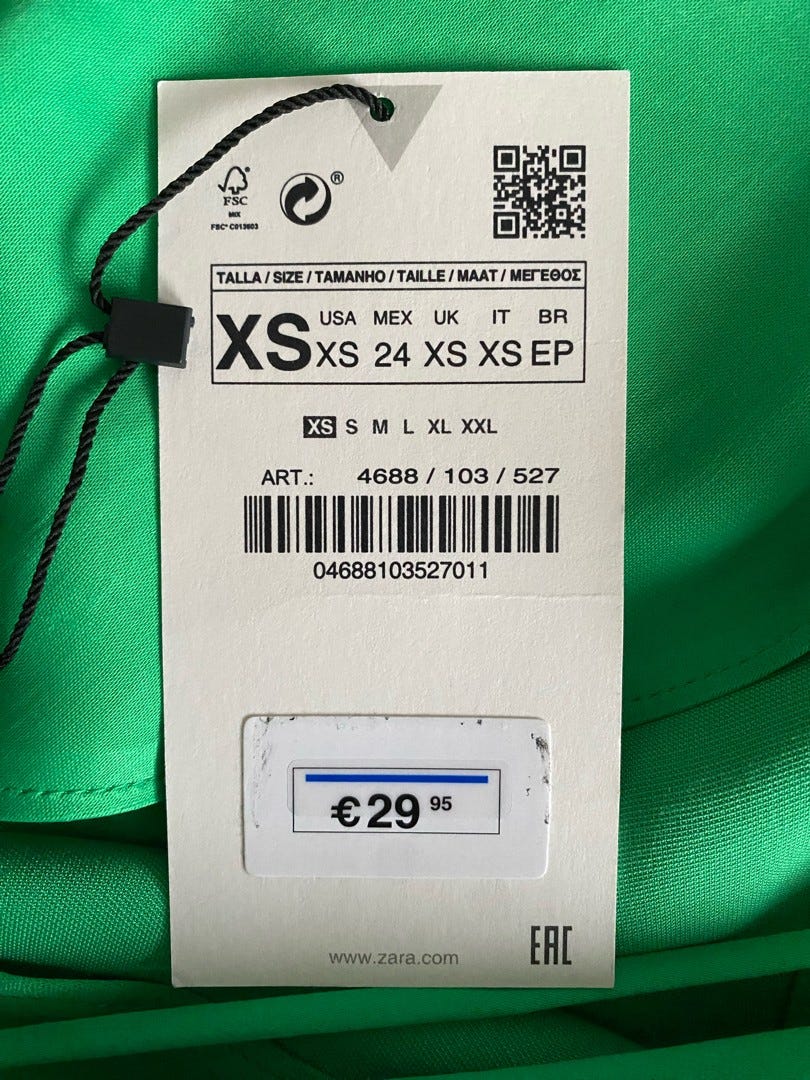 ®
FSC
MIX
FSC® C013603
TALLA / SIZE / TAMANHO / TAILLE / MAAT / ΜΕΓΕΘΟΣ
XS
USA MEX UK IT BR
XS 24 XS XS EP
XS S M L XL XXL
ART.: 4688 / 103 / 527
04688103527011
€29 95
www.zara.com
EAC